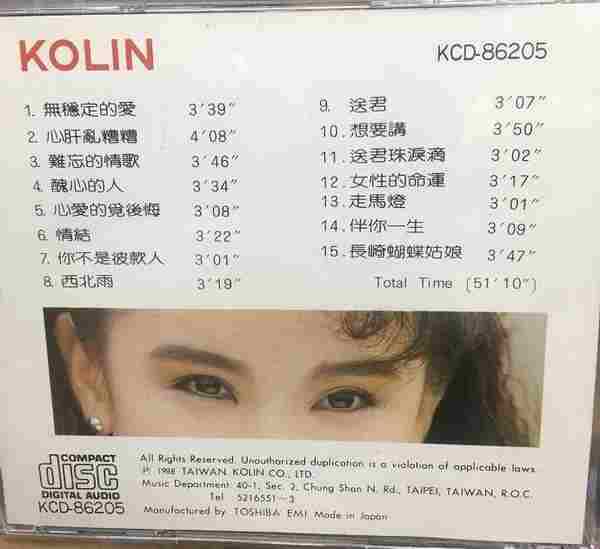 KOLIN
KCD-86205
1. 無穩定的愛 3′39″
2. 心肝亂糟糟 4′08″
3. 難忘的情歌 3′46″
4. 醜心的人 3′34″
5. 心愛的覓後悔 3′08″
6. 情結 3′22″
7. 你不是彼款人 3′01″
8. 西北雨 3′19″
9. 送君 3′07″
10. 想要講 3′50″
11. 送君珠淚滴 3′02″
12. 女性的命運 3′17″
13. 走馬燈 3′01″
14. 伴你一生 3′09″
15. 長崎蝴蝶姑娘 3′47″
Total Time (51′10″)
COMPACT
disc
DIGITAL AUDIO
KCD-86205
All Rights Reserved. Unauthorized duplication is a violation of applicable laws.
℗ 1988 TAIWAN KOLIN CO., LTD.
Music Department: 40-1, Sec. 2, Chung Shan N. Rd., TAIPEI, TAIWAN, R.O.C.
Tel 5216551~3
Manufactured by TOSHIBA EMI Made in Japan